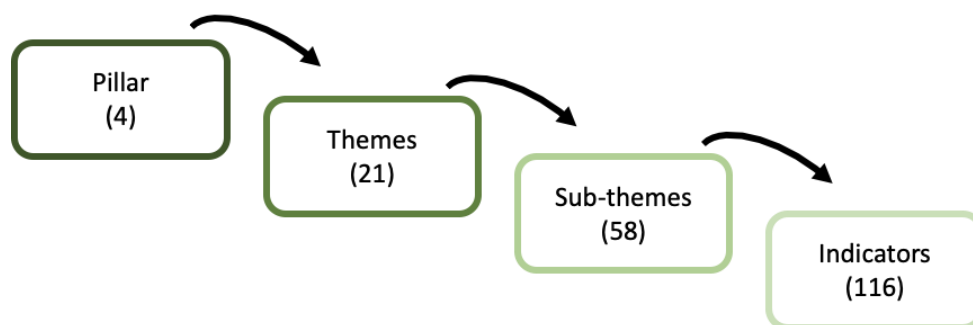 Pillar
(4)
Themes
(21)
Sub-themes
(58)
Indicators
(116)